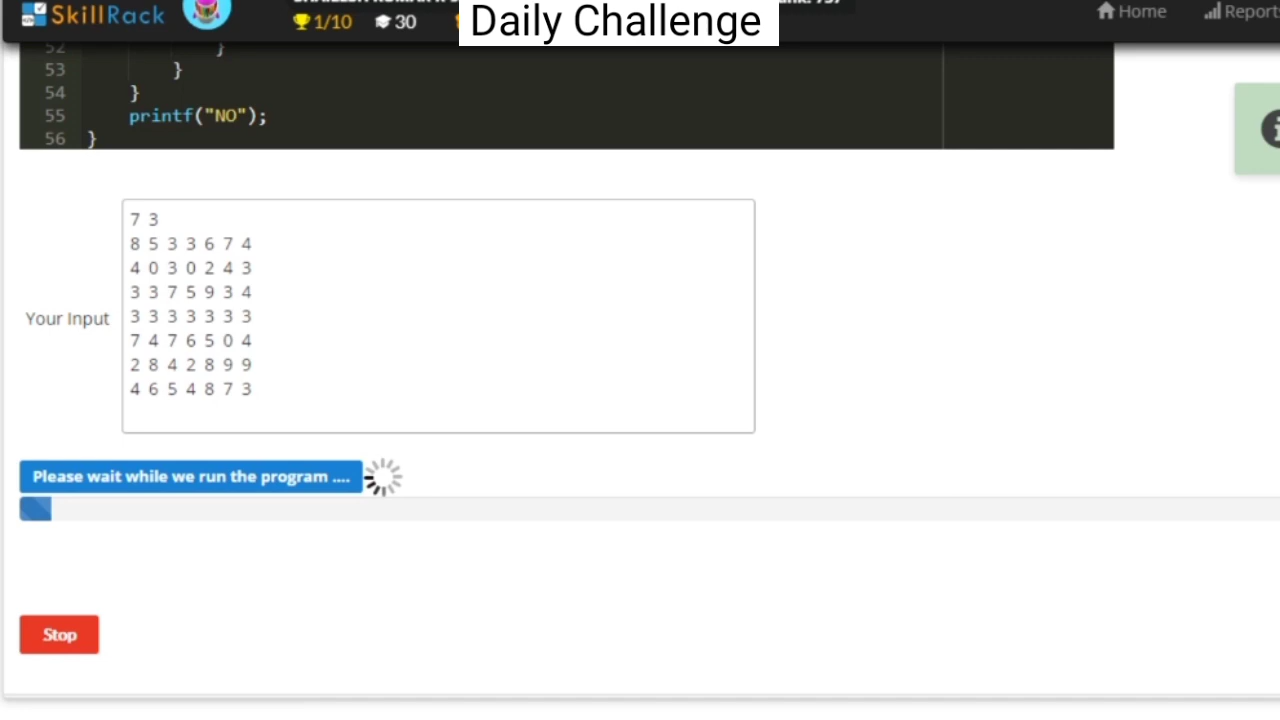 SkillRack
1/10
30
Daily Challenge
Home
Report
52 }
53 }
54 }
55 printf("NO");
56 }
Your Input
7 3
8 5 3 3 6 7 4
4 0 3 0 2 4 3
3 3 7 5 9 3 4
3 3 3 3 3 3 3
7 4 7 6 5 0 4
2 8 4 2 8 9 9
4 6 5 4 8 7 3
Please wait while we run the program ....
Stop